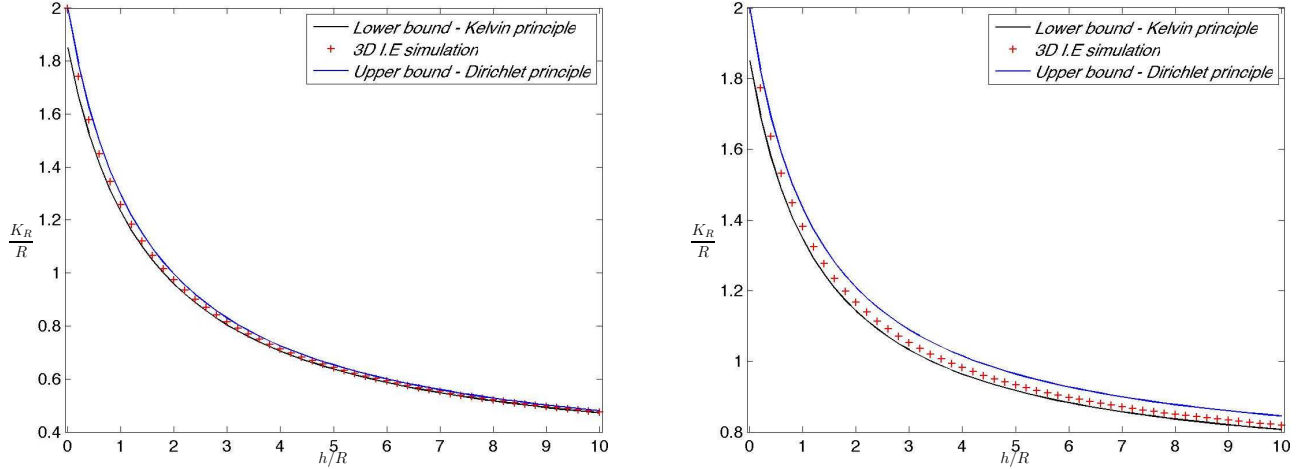 2
1.8
1.6
1.4
1.2
1
0.8
0.6
0.4
K_R
R
0 1 2 3 4 5 6 7 8 9 10
h/R
Lower bound - Kelvin principle
3D I.E simulation
Upper bound - Dirichlet principle
2
1.8
1.6
1.4
1.2
1
0.8
K_R
R
0 1 2 3 4 5 6 7 8 9 10
h/R
Lower bound - Kelvin principle
3D I.E simulation
Upper bound - Dirichlet principle